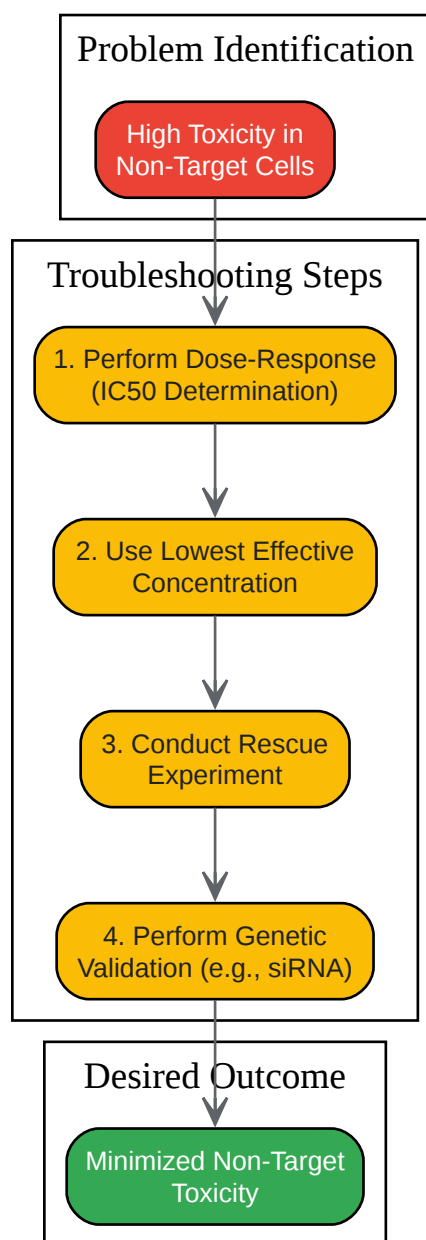 Problem Identification
High Toxicity in
Non-Target Cells
Troubleshooting Steps
1. Perform Dose-Response
(IC50 Determination)
2. Use Lowest Effective
Concentration
3. Conduct Rescue
Experiment
4. Perform Genetic
Validation (e.g., siRNA)
Desired Outcome
Minimized Non-Target
Toxicity